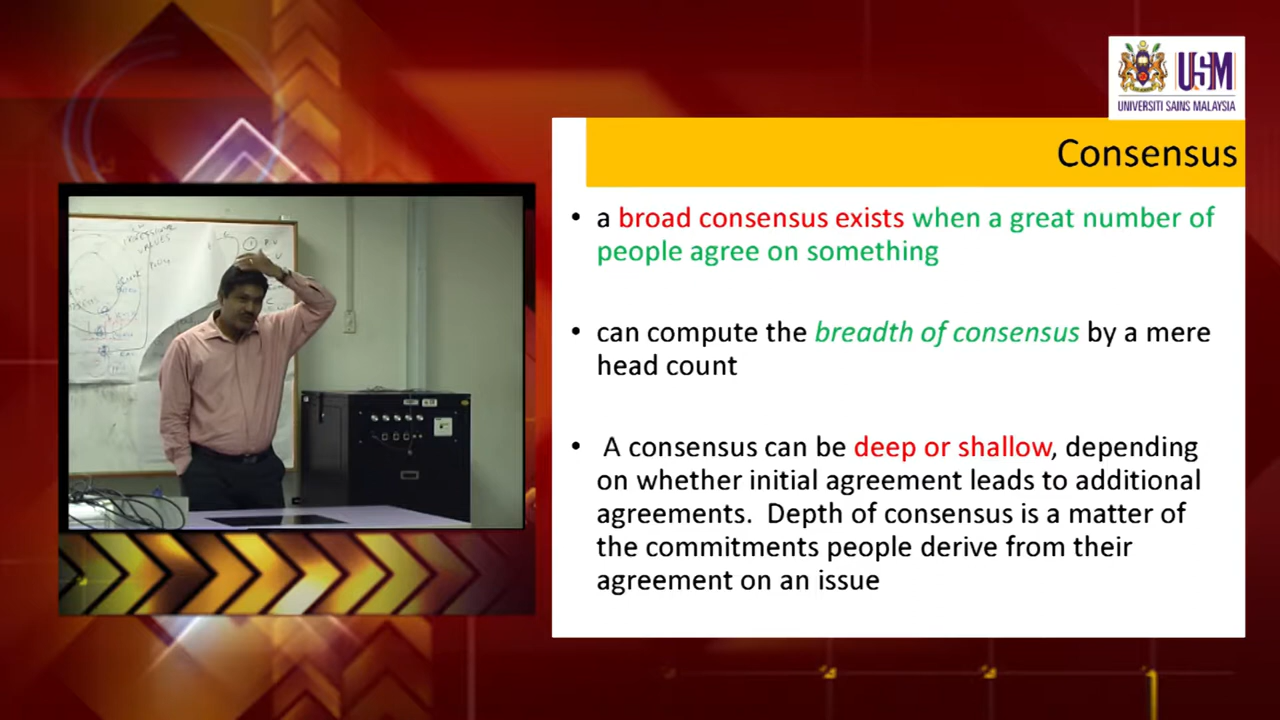 USM
UNIVERSITI SAINS MALAYSIA
Consensus
• a broad consensus exists when a great number of
people agree on something
• can compute the breadth of consensus by a mere
head count
• A consensus can be deep or shallow, depending
on whether initial agreement leads to additional
agreements. Depth of consensus is a matter of
the commitments people derive from their
agreement on an issue
VALUES